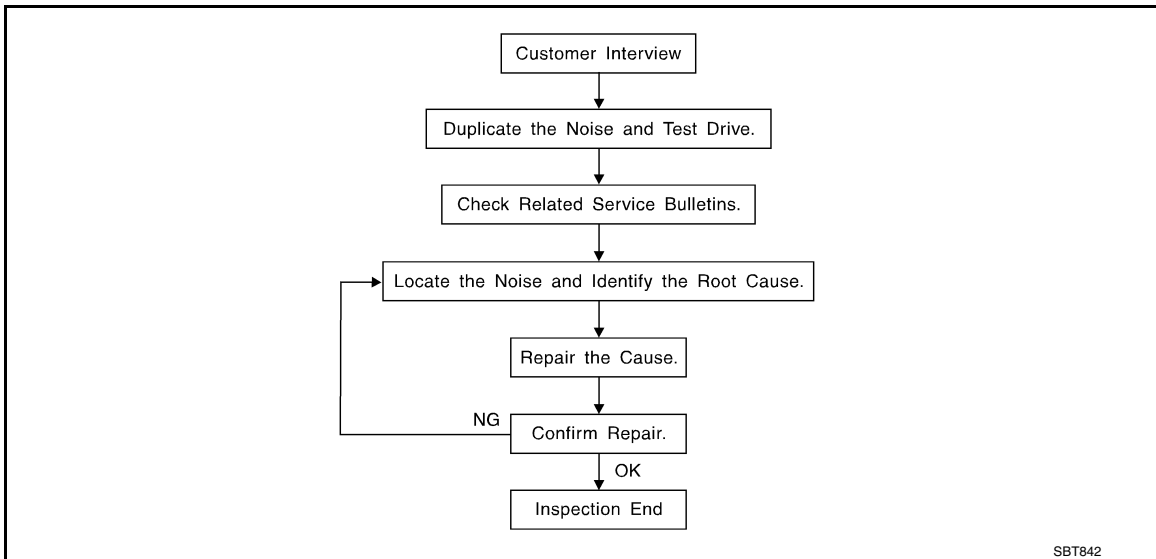 Customer Interview
Duplicate the Noise and Test Drive.
Check Related Service Bulletins.
Locate the Noise and Identify the Root Cause.
Repair the Cause.
NG
Confirm Repair.
OK
Inspection End
SBT842